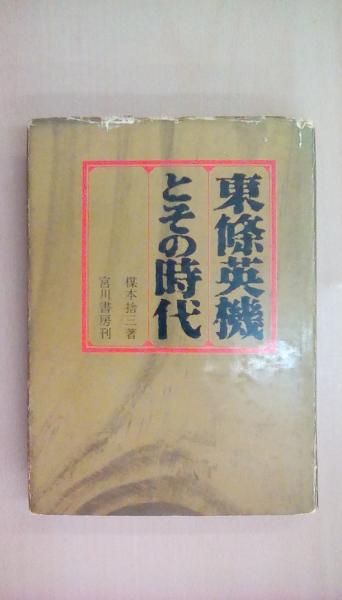 東條英機
とその時代
楳本捨三著
宮川書房刊